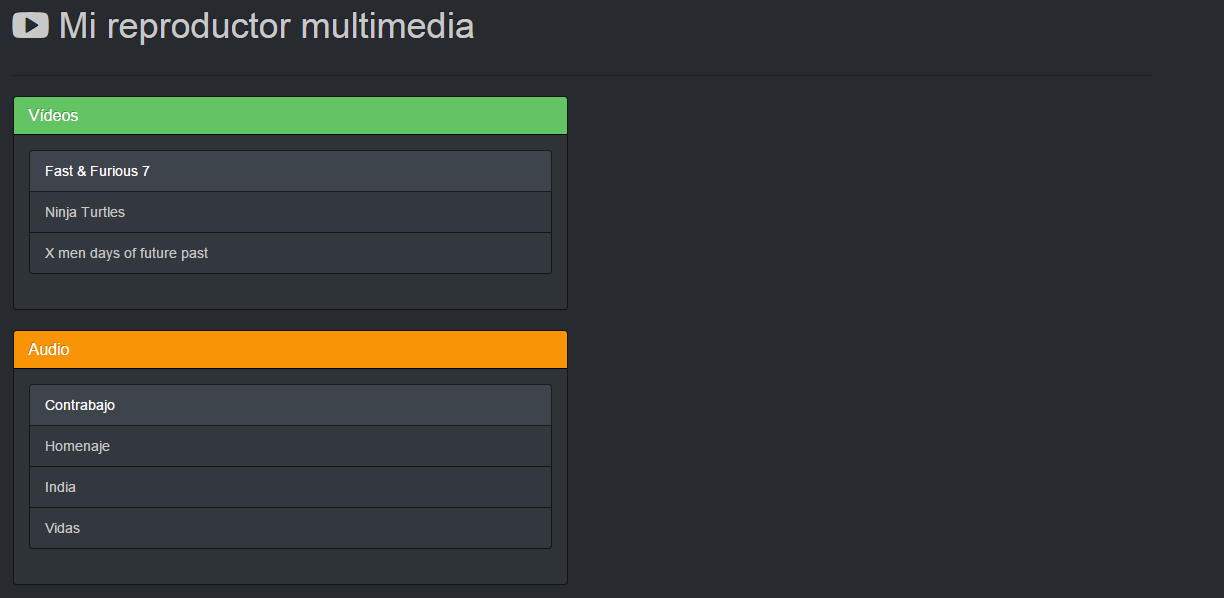 Mi reproductor multimedia
Vídeos
Fast & Furious 7
Ninja Turtles
X men days of future past
Audio
Contrabajo
Homenaje
India
Vidas